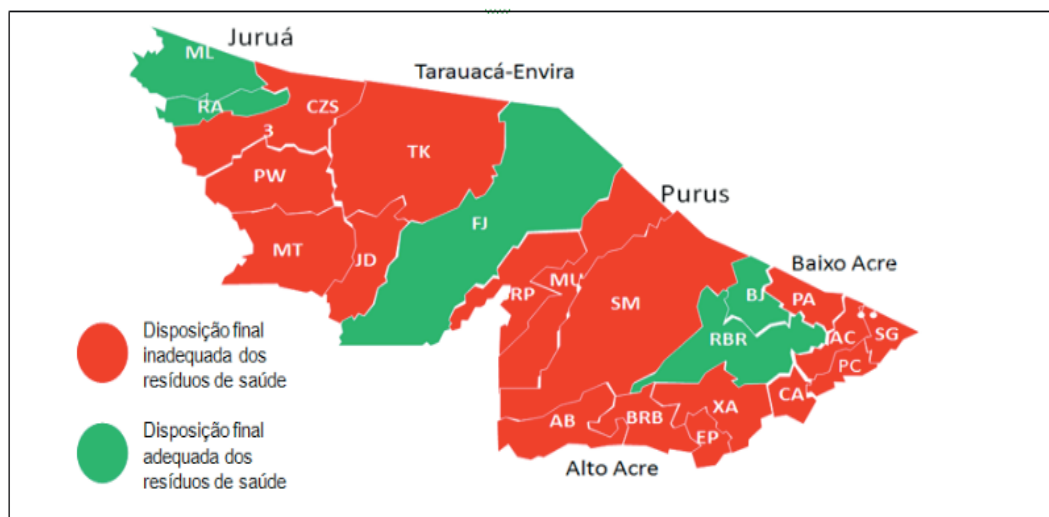 Juruá
ML
Tarauacá-Envira
RA
CZS
3
TK
PW
Purus
FJ
MT
JD
Baixo Acre
RP
MU
SM
BJ
PA
RBR
AC
SG
PC
CA
XA
AB
BRB
EP
Alto Acre
Disposição final
inadequada dos
resíduos de saúde
Disposição final
adequada dos
resíduos de saúde